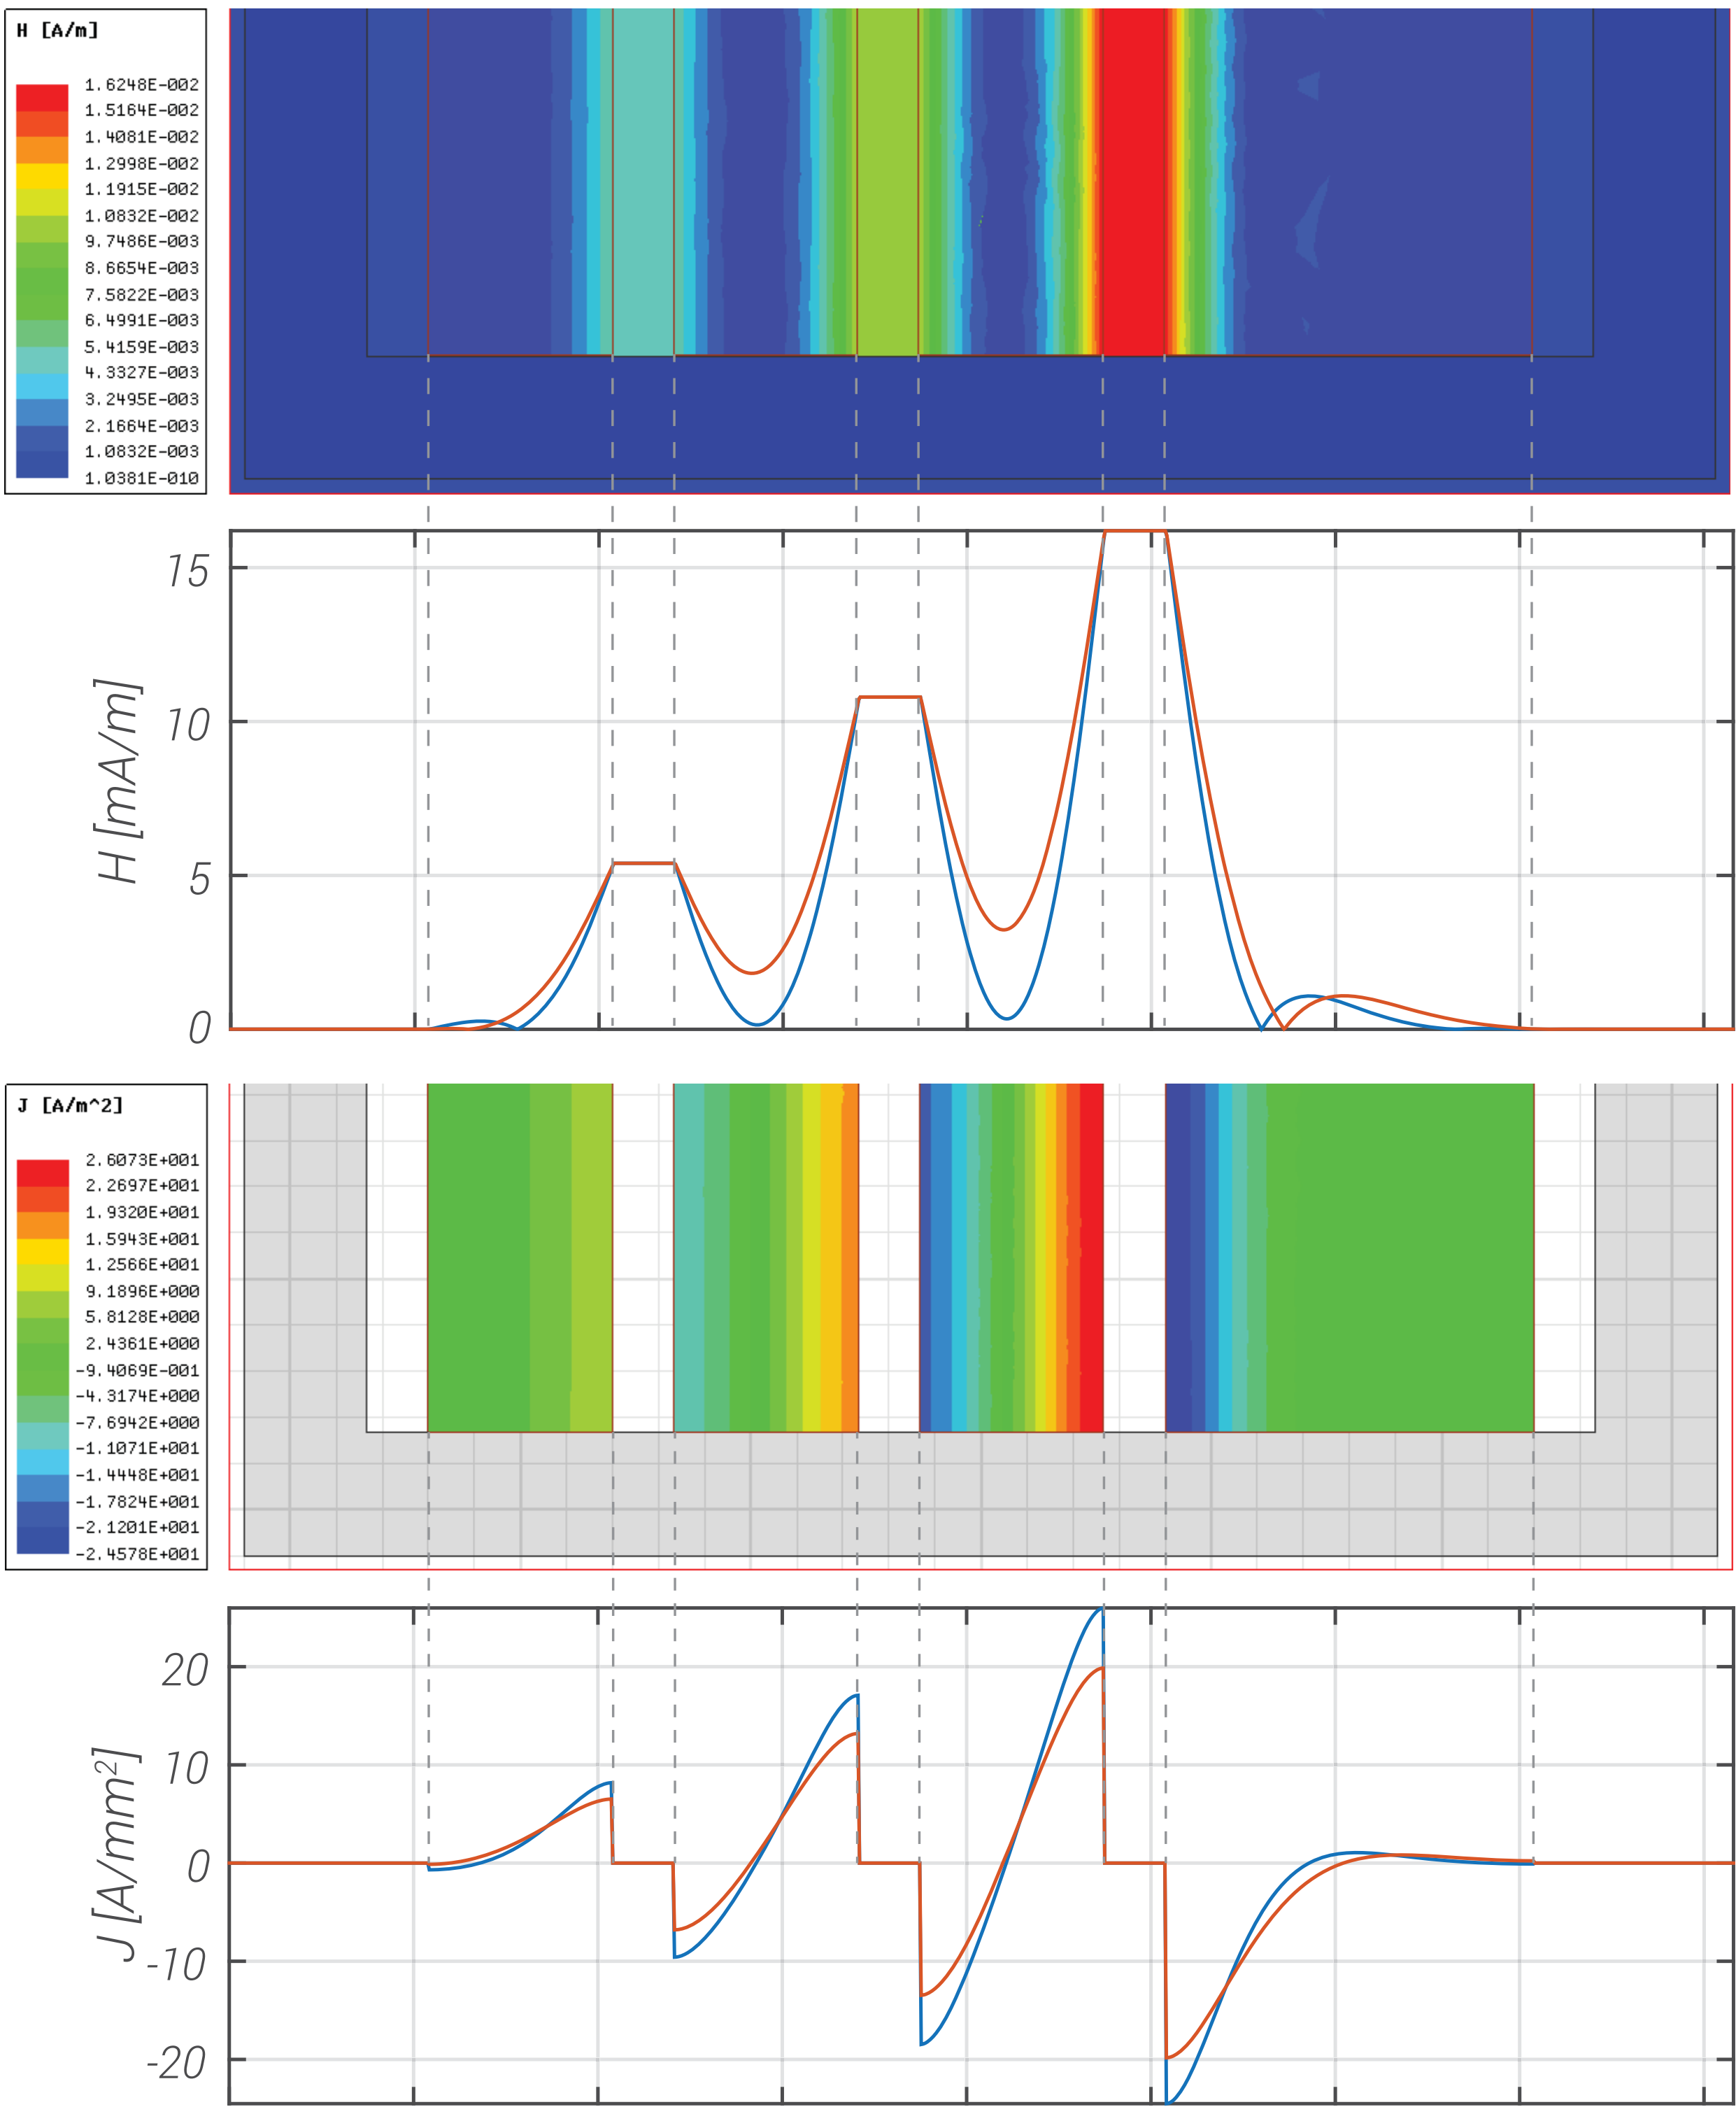 H [A/m]
1.6248E-002
1.5164E-002
1.4081E-002
1.2998E-002
1.1915E-002
1.0832E-002
9.7486E-003
8.6654E-003
7.5822E-003
6.4991E-003
5.4159E-003
4.3327E-003
3.2495E-003
2.1664E-003
1.0832E-003
1.0381E-010
H [mA/m]
15
10
5
0
J [A/m^2]
2.6073E+001
2.2697E+001
1.9320E+001
1.5943E+001
1.2566E+001
9.1896E+000
5.8128E+000
2.4361E+000
-9.4069E-001
-4.3174E+000
-7.6942E+000
-1.1071E+001
-1.4448E+001
-1.7824E+001
-2.1201E+001
-2.4578E+001
J [A/mm²]
20
10
0
-10
-20